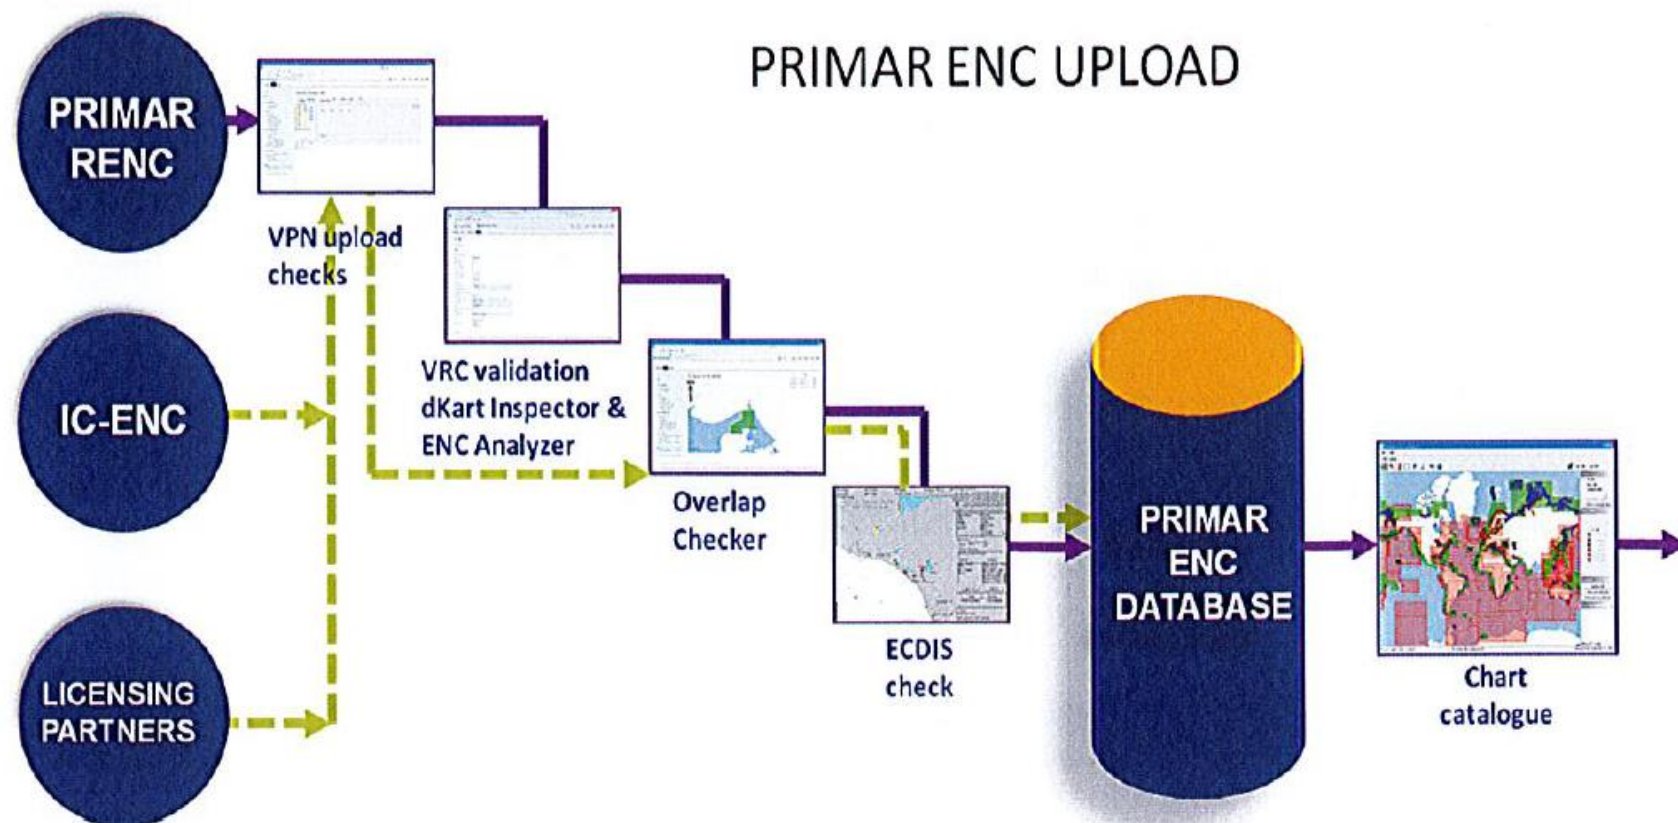 PRIMAR ENC UPLOAD
PRIMAR
RENC
VPN upload
checks
IC-ENC
VRC validation
dKart Inspector &
ENC Analyzer
Overlap
Checker
LICENSING
PARTNERS
ECDIS
check
PRIMAR
ENC
DATABASE
Chart
catalogue